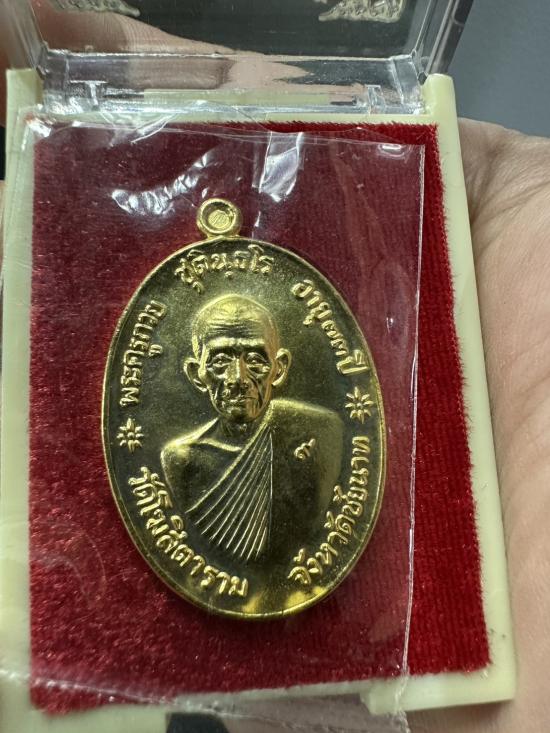 พระครูกวย ชุตินฺธโร อายุ๗๓ปี
๙
วัดโฆสิตาราม จังหวัดชัยนาท